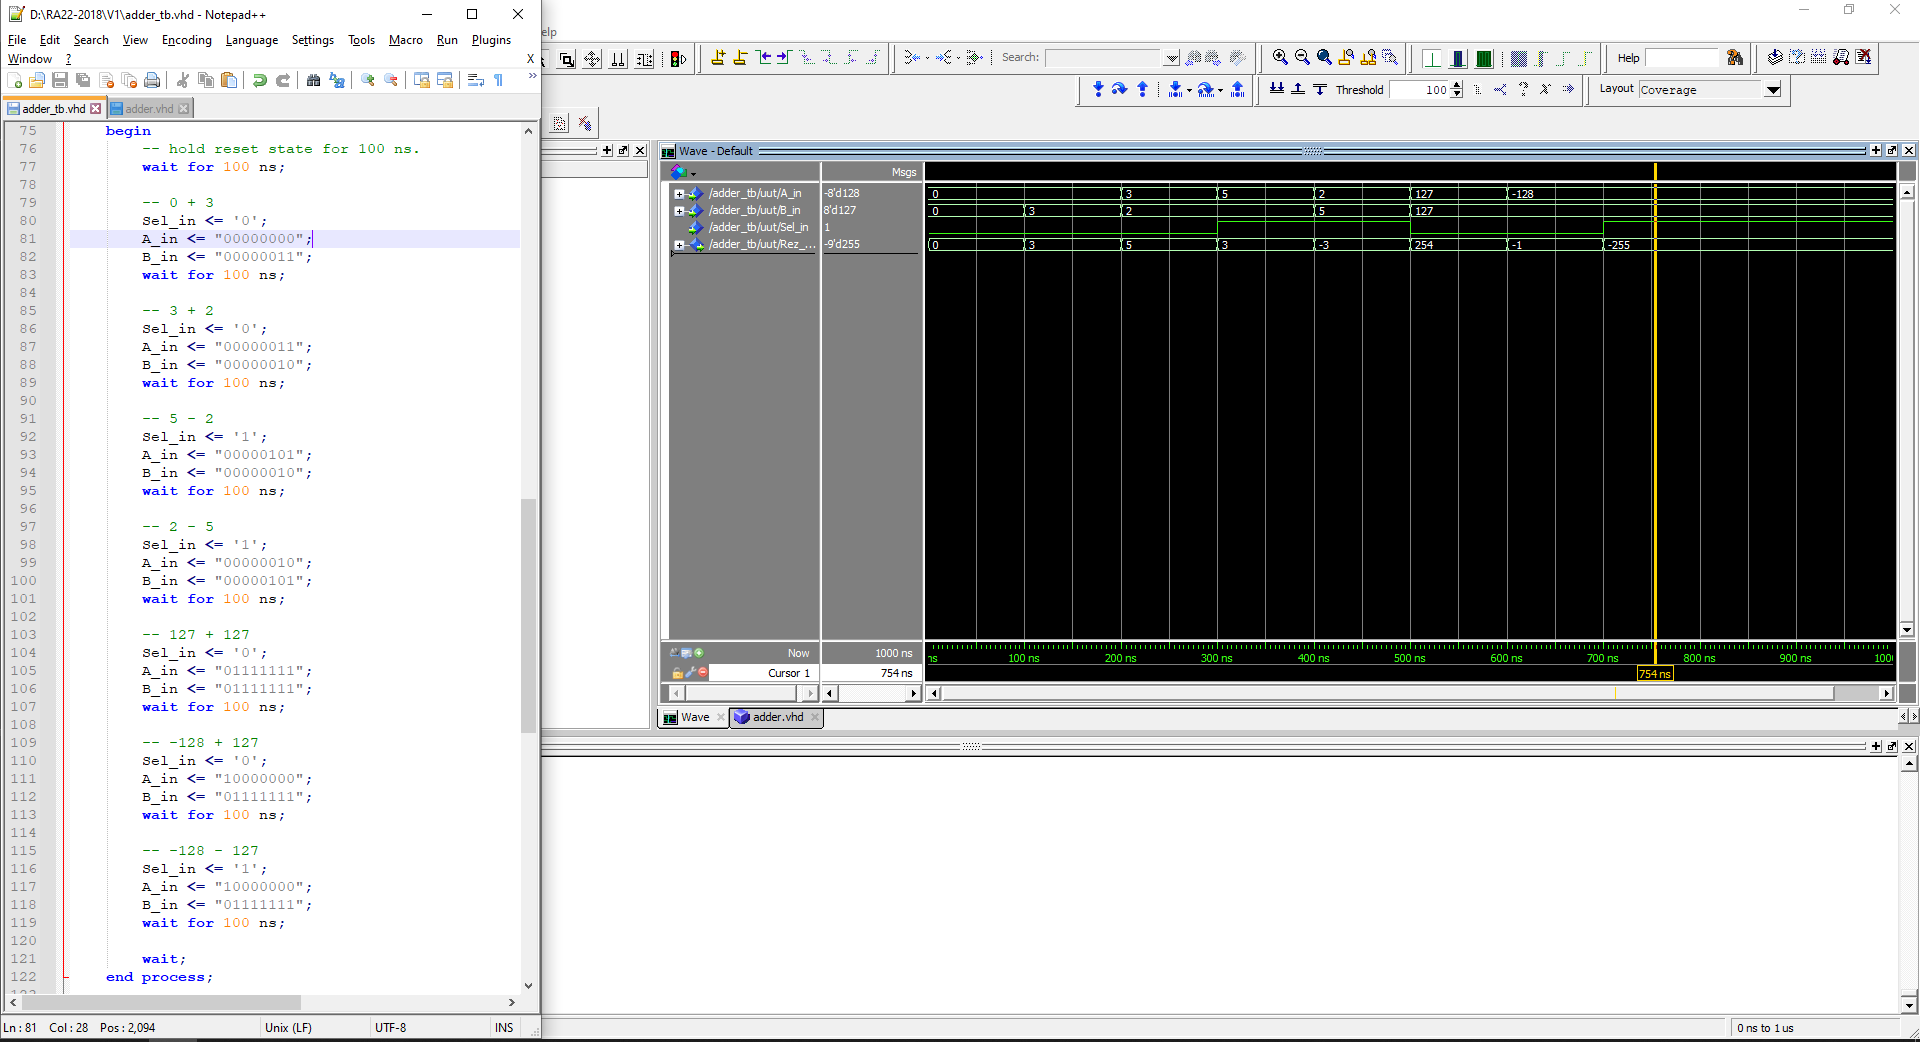 D:\RA22-2018\V1\adder_tb.vhd - Notepad++
File Edit Search View Encoding Language Settings Tools Macro Run Plugins
Window ? X
adder_tb.vhd adder.vhd
75 begin
76 -- hold reset state for 100 ns.
77 wait for 100 ns;
78
79 -- 0 + 3
80 Sel_in <= '0';
81 A_in <= "00000000";
82 B_in <= "00000011";
83 wait for 100 ns;
84
85 -- 3 + 2
86 Sel_in <= '0';
87 A_in <= "00000011";
88 B_in <= "00000010";
89 wait for 100 ns;
90
91 -- 5 - 2
92 Sel_in <= '1';
93 A_in <= "00000101";
94 B_in <= "00000010";
95 wait for 100 ns;
96
97 -- 2 - 5
98 Sel_in <= '1';
99 A_in <= "00000010";
100 B_in <= "00000101";
101 wait for 100 ns;
102
103 -- 127 + 127
104 Sel_in <= '0';
105 A_in <= "01111111";
106 B_in <= "01111111";
107 wait for 100 ns;
108
109 -- -128 + 127
110 Sel_in <= '0';
111 A_in <= "10000000";
112 B_in <= "01111111";
113 wait for 100 ns;
114
115 -- -128 - 127
116 Sel_in <= '1';
117 A_in <= "10000000";
118 B_in <= "01111111";
119 wait for 100 ns;
120
121 wait;
122 end process;
Ln : 81 Col : 28 Pos : 2,094 Unix (LF) UTF-8 INS
elp
Search: Help
Threshold 100 Layout Coverage
Wave - Default
Msgs
/adder_tb/uut/A_in -8'd128 0 3 5 2 127 -128
/adder_tb/uut/B_in 8'd127 0 3 2 5 127
/adder_tb/uut/Sel_in 1
/adder_tb/uut/Rez_... -9'd255 0 3 5 3 -3 254 -1 -255
Now 1000 ns ns 100 ns 200 ns 300 ns 400 ns 500 ns 600 ns 700 ns 800 ns 900 ns 100
Cursor 1 754 ns 754 ns
Wave adder.vhd
0 ns to 1 us